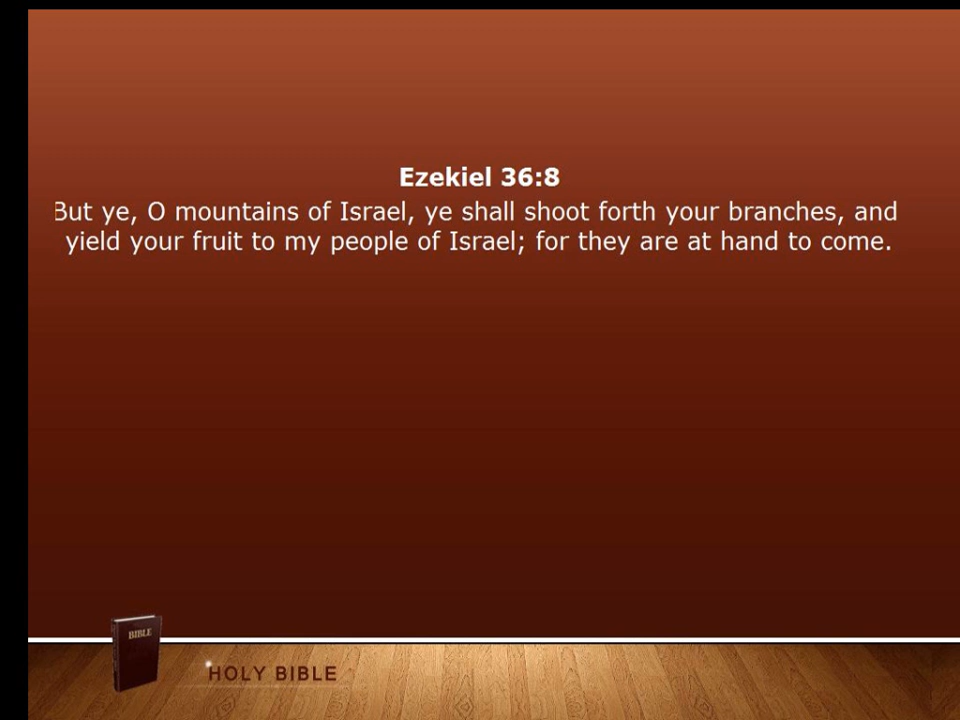 Ezekiel 36:8
But ye, O mountains of Israel, ye shall shoot forth your branches, and
yield your fruit to my people of Israel; for they are at hand to come.
BIBLE
HOLY BIBLE